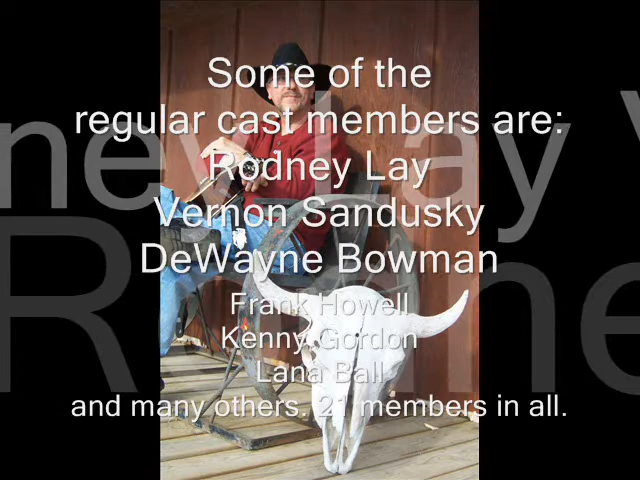 Some of the
regular cast members are:
Rodney Lay
Vernon Sandusky
DeWayne Bowman
Frank Howell
Kenny Gordon
Lana Ball
and many others. 21 members in all.